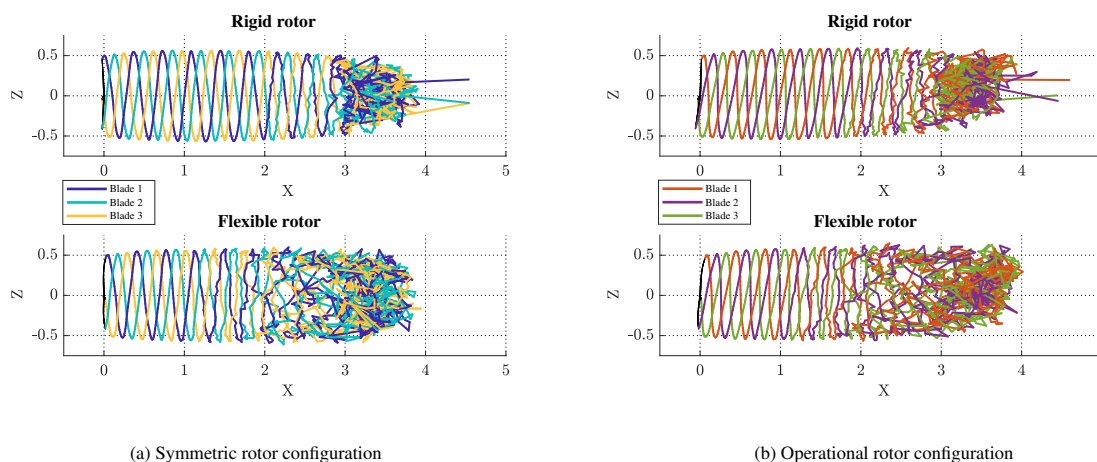 Rigid rotor
0.5
0
-0.5
Z
0 1 2 3 4 5
X
Blade 1
Blade 2
Blade 3
Flexible rotor
0.5
0
-0.5
Z
0 1 2 3 4 5
X
(a) Symmetric rotor configuration
Rigid rotor
0.5
0
-0.5
Z
0 1 2 3 4
X
Blade 1
Blade 2
Blade 3
Flexible rotor
0.5
0
-0.5
Z
0 1 2 3 4
X
(b) Operational rotor configuration